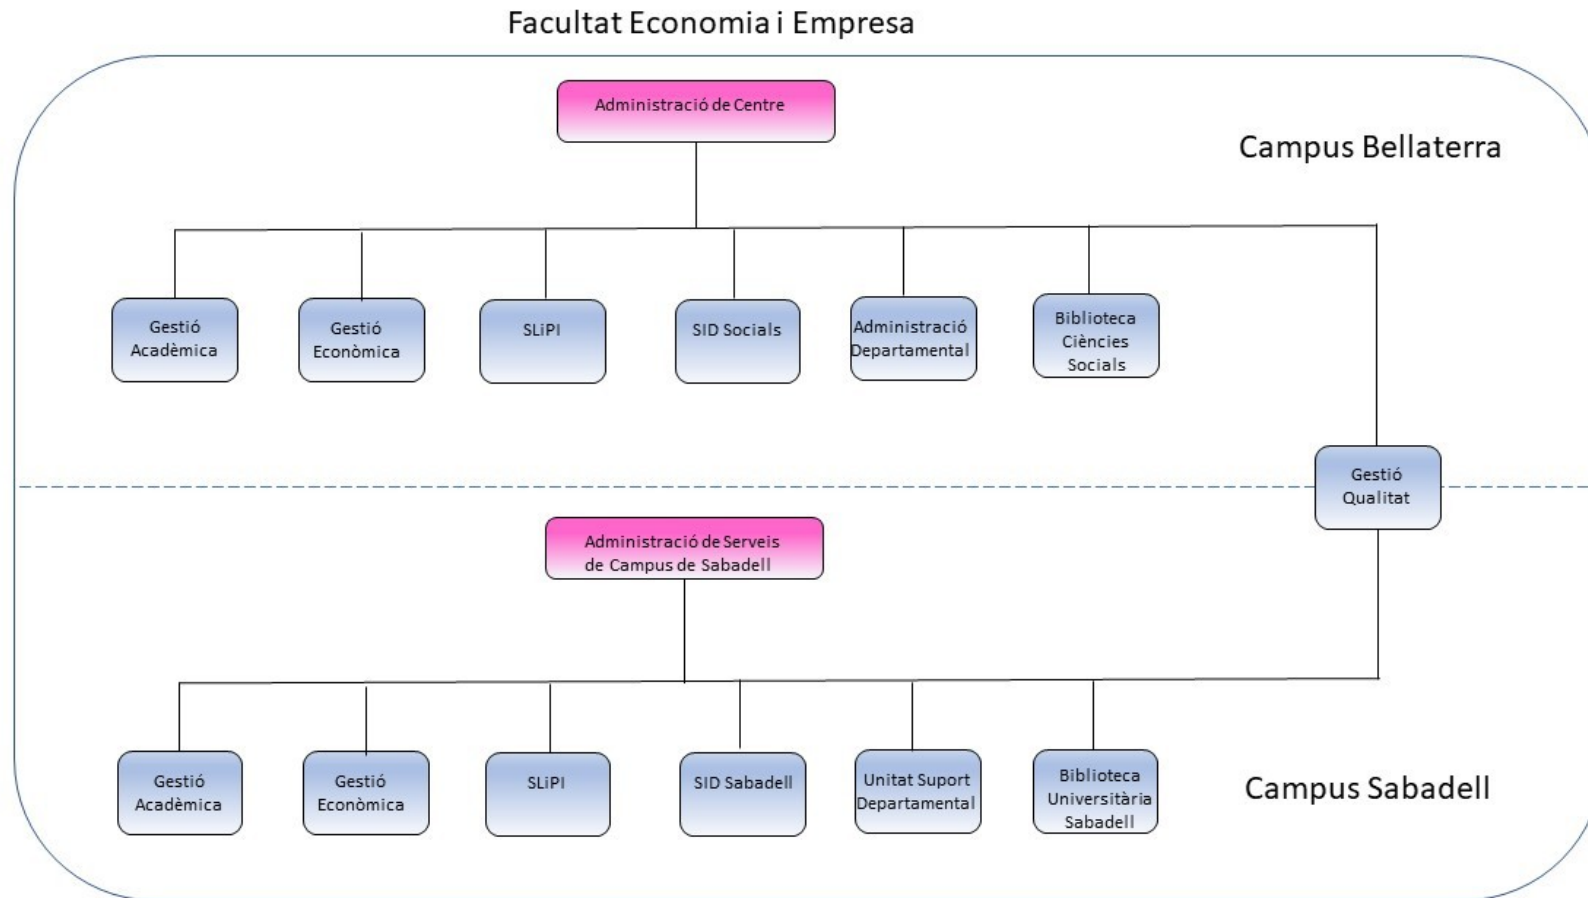 Facultat Economia i Empresa
Administració de Centre
Campus Bellaterra
Gestió
Acadèmica
Gestió
Econòmica
SLiPI
SID Socials
Administració
Departamental
Biblioteca
Ciències
Socials
Gestió
Qualitat
Administració de Serveis
de Campus de Sabadell
Gestió
Acadèmica
Gestió
Econòmica
SLiPI
SID Sabadell
Unitat Suport
Departamental
Biblioteca
Universitària
Sabadell
Campus Sabadell